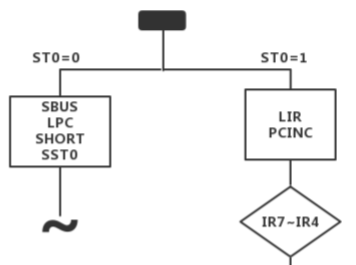 ST0=0
ST0=1
SBUS
LPC
SHORT
SST0
LIR
PCINC
IR7~IR4